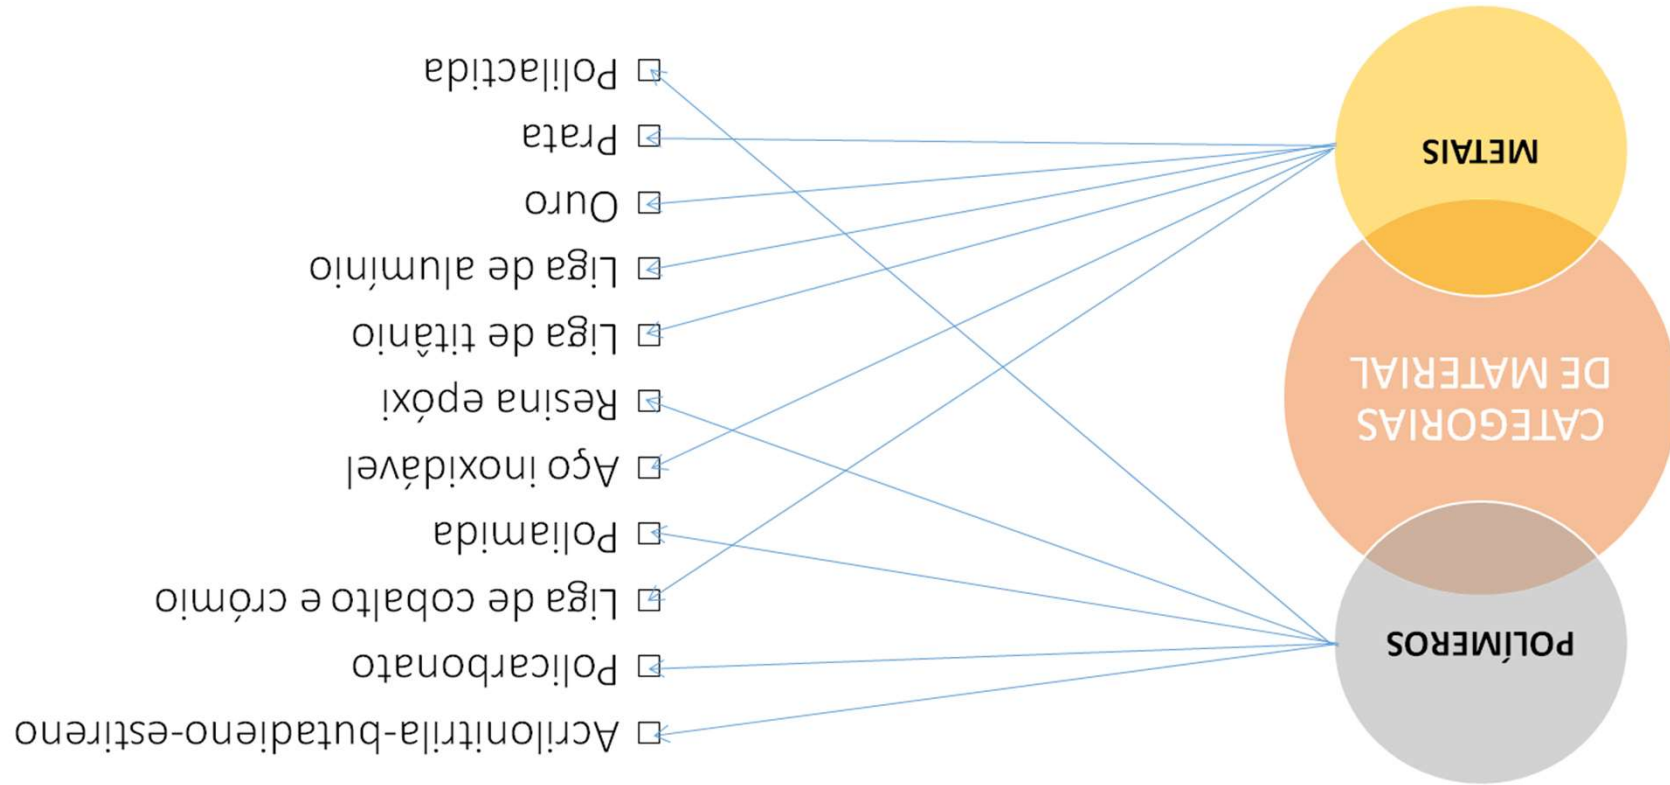 POLÍMEROS
CATEGORIAS
DE MATERIAL
METAIS
Acrilonitrila-butadieno-estireno
Policarbonato
Liga de cobalto e crómio
Poliamida
Aço inoxidável
Resina epóxi
Liga de titânio
Liga de alumínio
Ouro
Prata
Polilactida